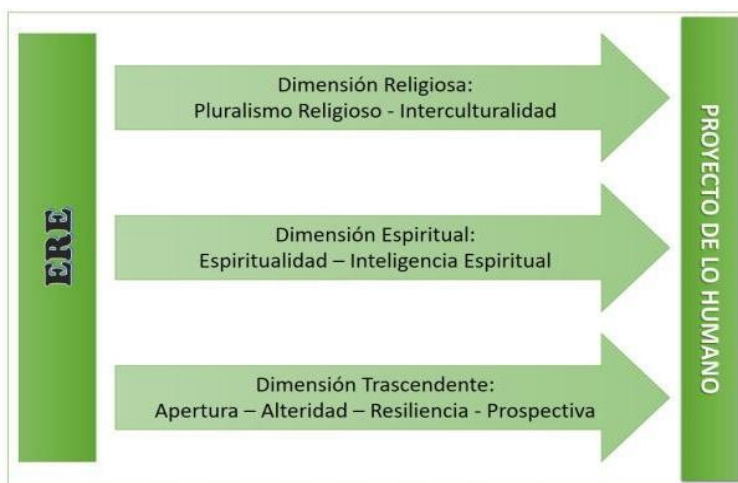 ERE
Dimensión Religiosa:
Pluralismo Religioso - Interculturalidad
Dimensión Espiritual:
Espiritualidad – Inteligencia Espiritual
Dimensión Trascendente:
Apertura – Alteridad – Resiliencia - Prospectiva
PROYECTO DE LO HUMANO